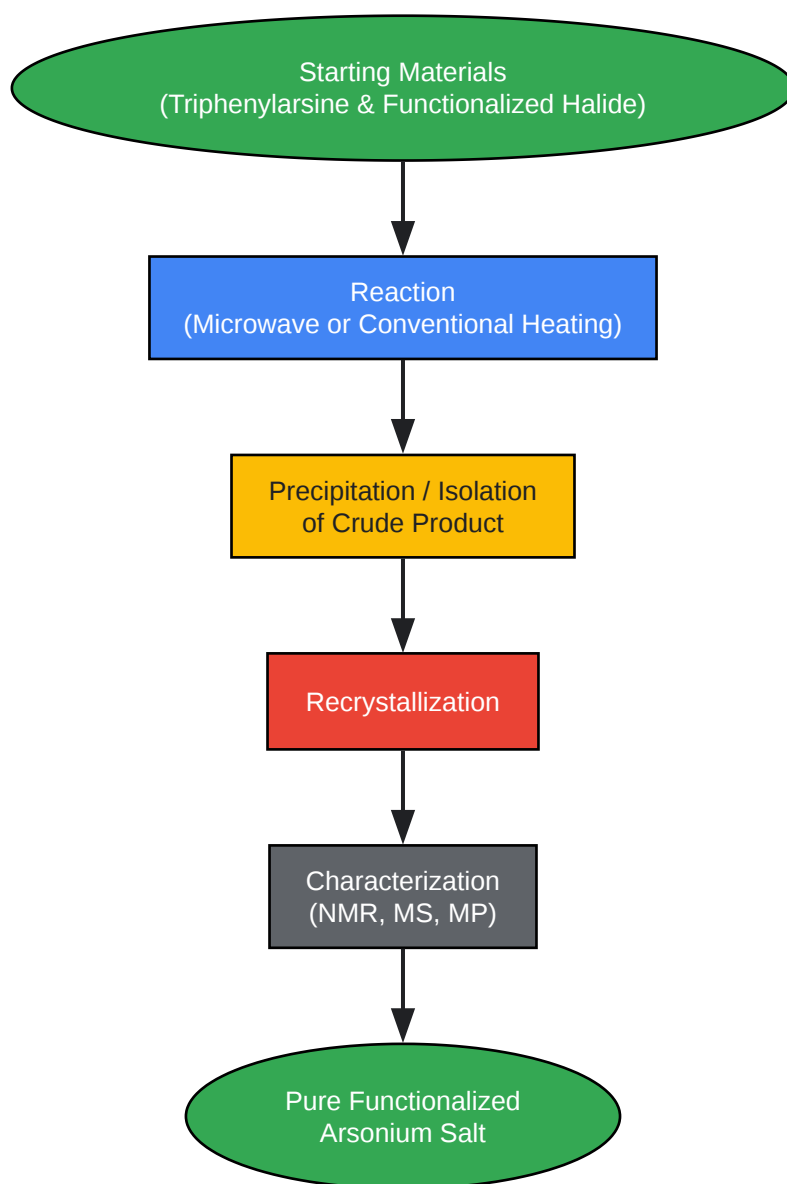 Starting Materials
(Triphenylarsine & Functionalized Halide)
Reaction
(Microwave or Conventional Heating)
Precipitation / Isolation
of Crude Product
Recrystallization
Characterization
(NMR, MS, MP)
Pure Functionalized
Arsonium Salt